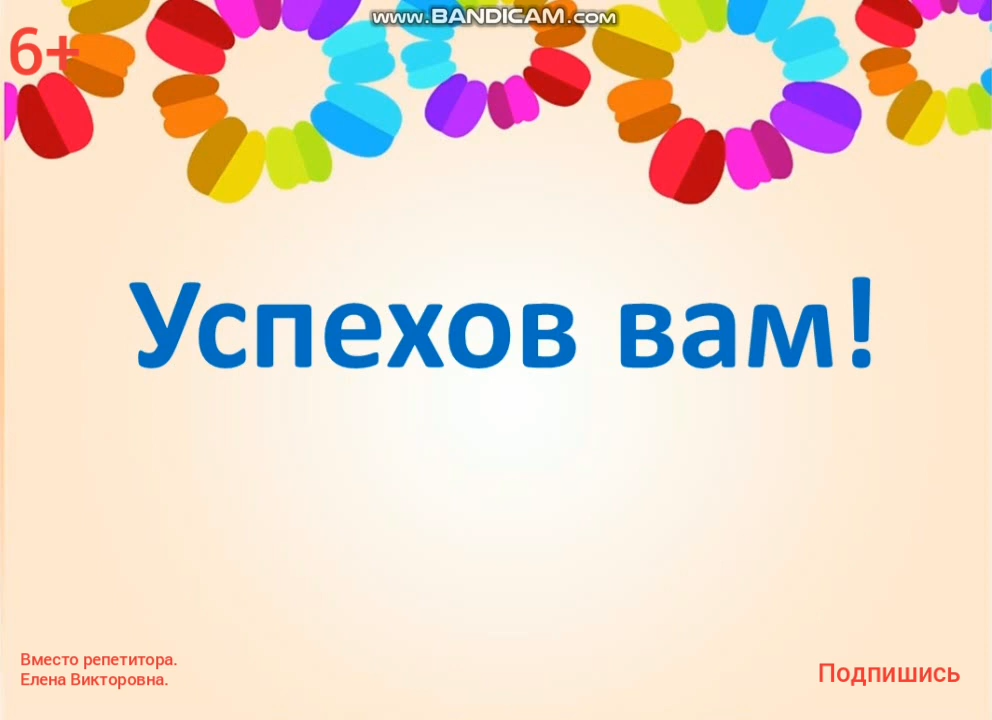 www.BANDICAM.com
6+
Успехов вам!
Вместо репетитора.
Елена Викторовна.
Подпишись